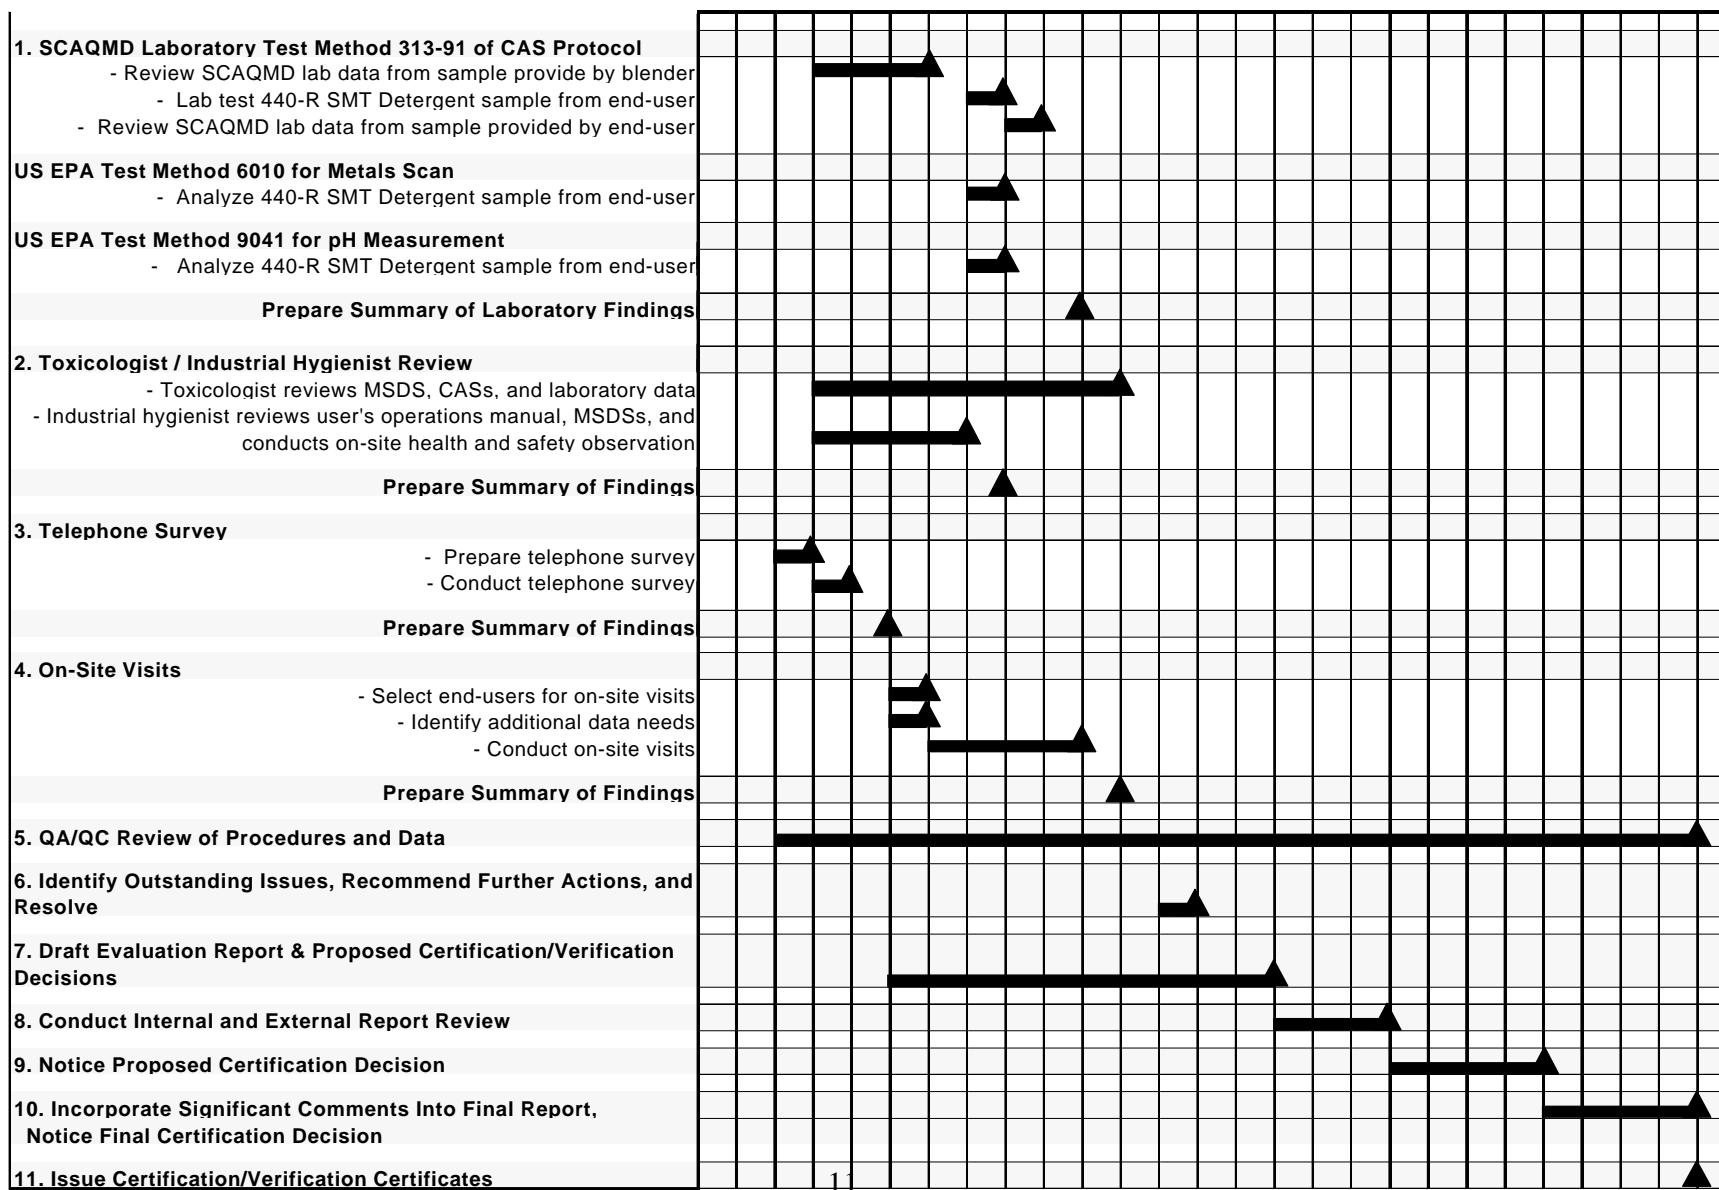 1. SCAQMD Laboratory Test Method 313-91 of CAS Protocol
- Review SCAQMD lab data from sample provide by blender
- Lab test 440-R SMT Detergent sample from end-user
- Review SCAQMD lab data from sample provided by end-user
US EPA Test Method 6010 for Metals Scan
- Analyze 440-R SMT Detergent sample from end-user
US EPA Test Method 9041 for pH Measurement
- Analyze 440-R SMT Detergent sample from end-user
Prepare Summary of Laboratory Findings
2. Toxicologist / Industrial Hygienist Review
- Toxicologist reviews MSDS, CASs, and laboratory data
- Industrial hygienist reviews user's operations manual, MSDSs, and
conducts on-site health and safety observation
Prepare Summary of Findings
3. Telephone Survey
- Prepare telephone survey
- Conduct telephone survey
Prepare Summary of Findings
4. On-Site Visits
- Select end-users for on-site visits
- Identify additional data needs
- Conduct on-site visits
Prepare Summary of Findings
5. QA/QC Review of Procedures and Data
6. Identify Outstanding Issues, Recommend Further Actions, and
Resolve
7. Draft Evaluation Report & Proposed Certification/Verification
Decisions
8. Conduct Internal and External Report Review
9. Notice Proposed Certification Decision
10. Incorporate Significant Comments Into Final Report,
Notice Final Certification Decision
11. Issue Certification/Verification Certificates
11